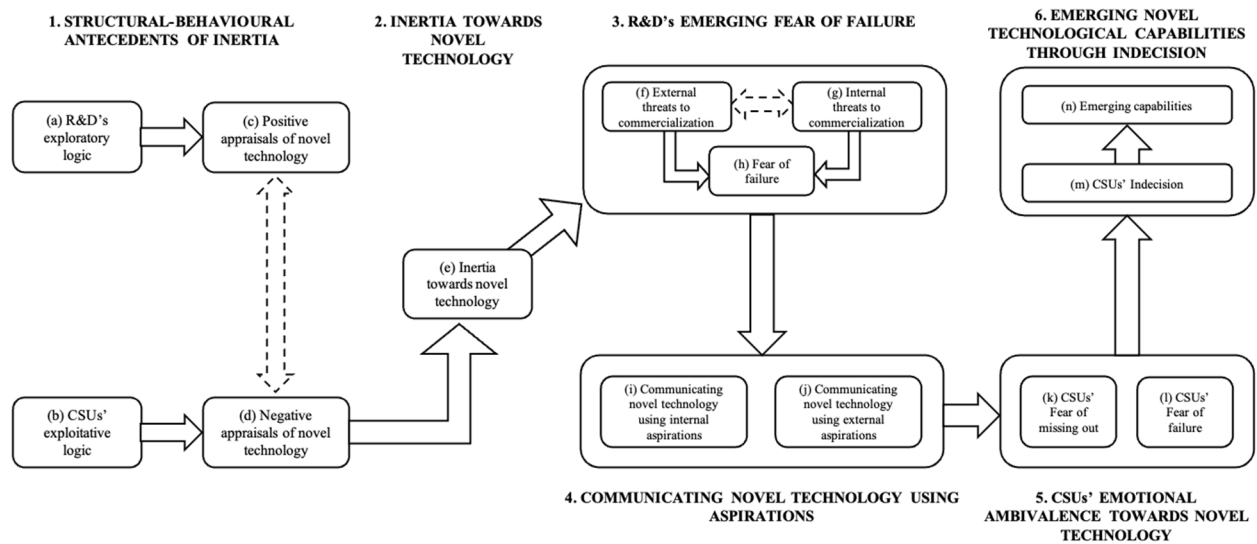 1. STRUCTURAL-BEHAVIOURAL
ANTECEDENTS OF INERTIA
(a) R&D's
exploratory
logic
(c) Positive
appraisals of novel
technology
(b) CSUs'
exploitative
logic
(d) Negative
appraisals of novel
technology
2. INERTIA TOWARDS
NOVEL
TECHNOLOGY
(e) Inertia
towards novel
technology
3. R&D's EMERGING FEAR OF FAILURE
(f) External
threats to
commercialization
(g) Internal
threats to
commercialization
(h) Fear of
failure
(i) Communicating
novel technology
using internal
aspirations
(j) Communicating
novel technology
using external
aspirations
4. COMMUNICATING NOVEL TECHNOLOGY USING
ASPIRATIONS
(k) CSUs'
Fear of
missing out
(l) CSUs'
Fear of
failure
5. CSUs' EMOTIONAL
AMBIVALENCE TOWARDS NOVEL
TECHNOLOGY
6. EMERGING NOVEL
TECHNOLOGICAL CAPABILITIES
THROUGH INDECISION
(n) Emerging capabilities
(m) CSUs' Indecision